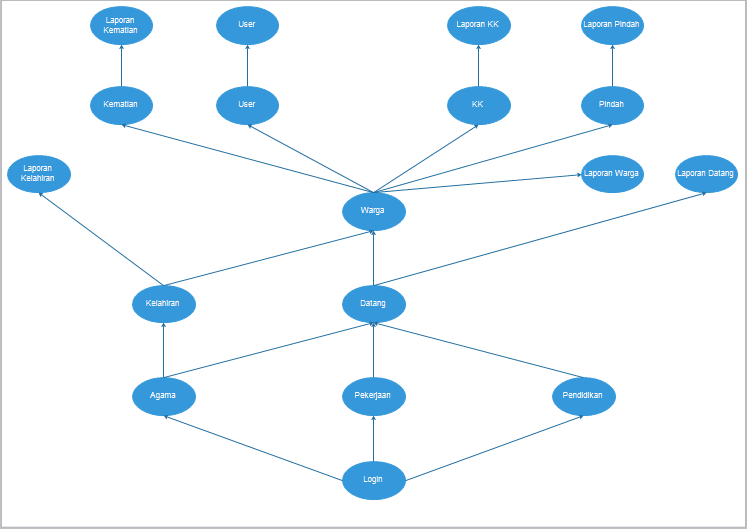 Laporan
Kematian
User
Laporan KK
Laporan Pindah
Kematian
User
KK
Pindah
Laporan
Kelahiran
Laporan Warga
Laporan Datang
Warga
Kelahiran
Datang
Agama
Pekerjaan
Pendidikan
Login